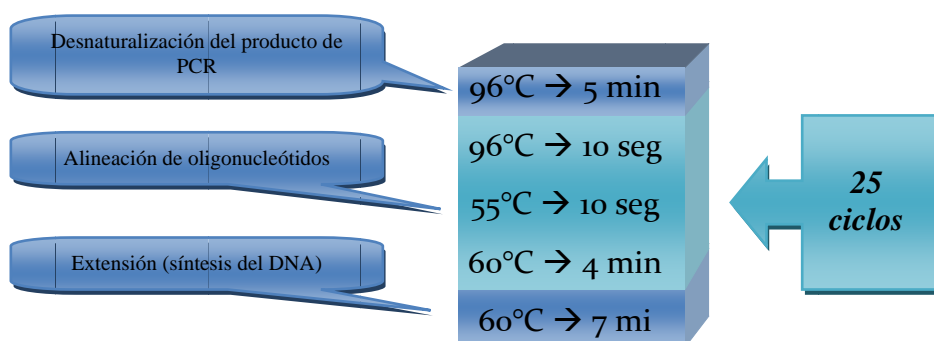 Desnaturalización del producto de
PCR
96°C → 5 min
96°C → 10 seg
Alineación de oligonucleótidos
55°C → 10 seg
25
ciclos
Extensión (síntesis del DNA)
60°C → 4 min
60°C → 7 mi